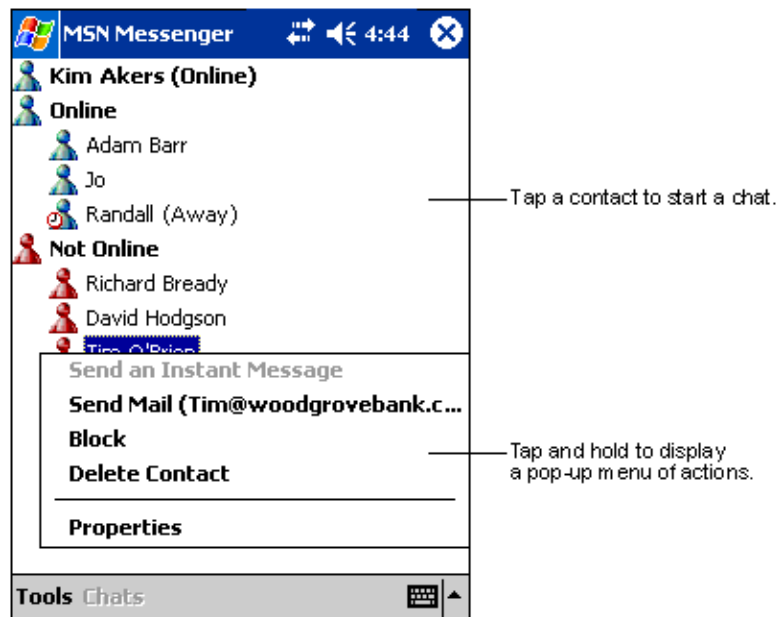 MSN Messenger 4:44
Kim Akers (Online)
Online
Adam Barr
Jo
Randall (Away)
Tap a contact to start a chat.
Not Online
Richard Bready
David Hodgson
Tim O'Brien
Send an Instant Message
Send Mail (Tim@woodgrovebank.c...
Block
Delete Contact
Tap and hold to display
a pop-up menu of actions.
Properties
Tools Chats